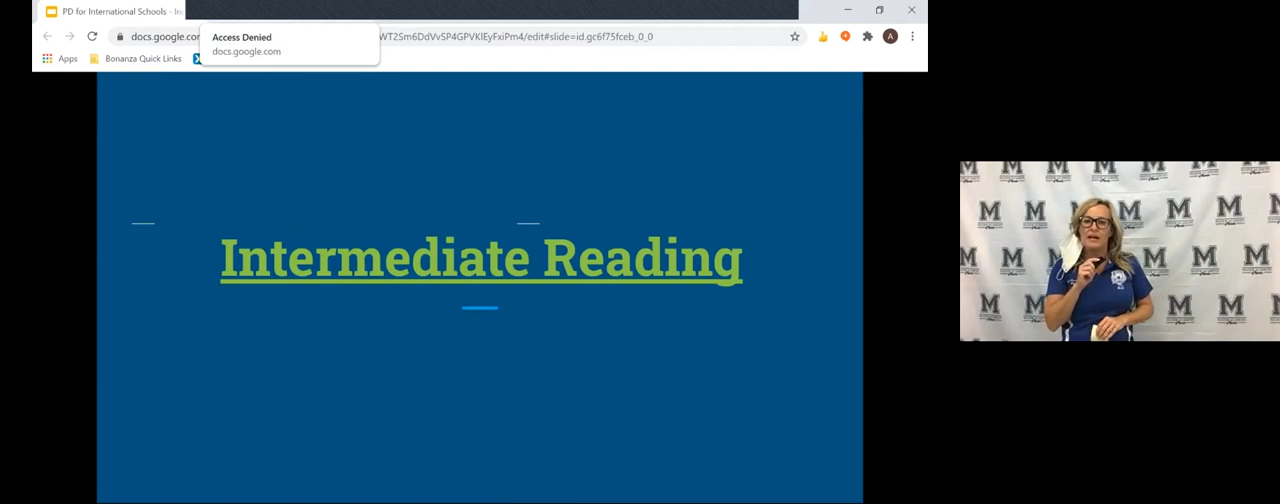 PD for International Schools - In
Access Denied
docs.google.com
docs.google.com
WT2Sm6DdVvSP4GPVKlEyFxiPm4/edit#slide=id.gc6f75fceb_0_0
A
Apps
Bonanza Quick Links
Intermediate Reading
M M M M M
M M M M M
M M M M M
M M M M M